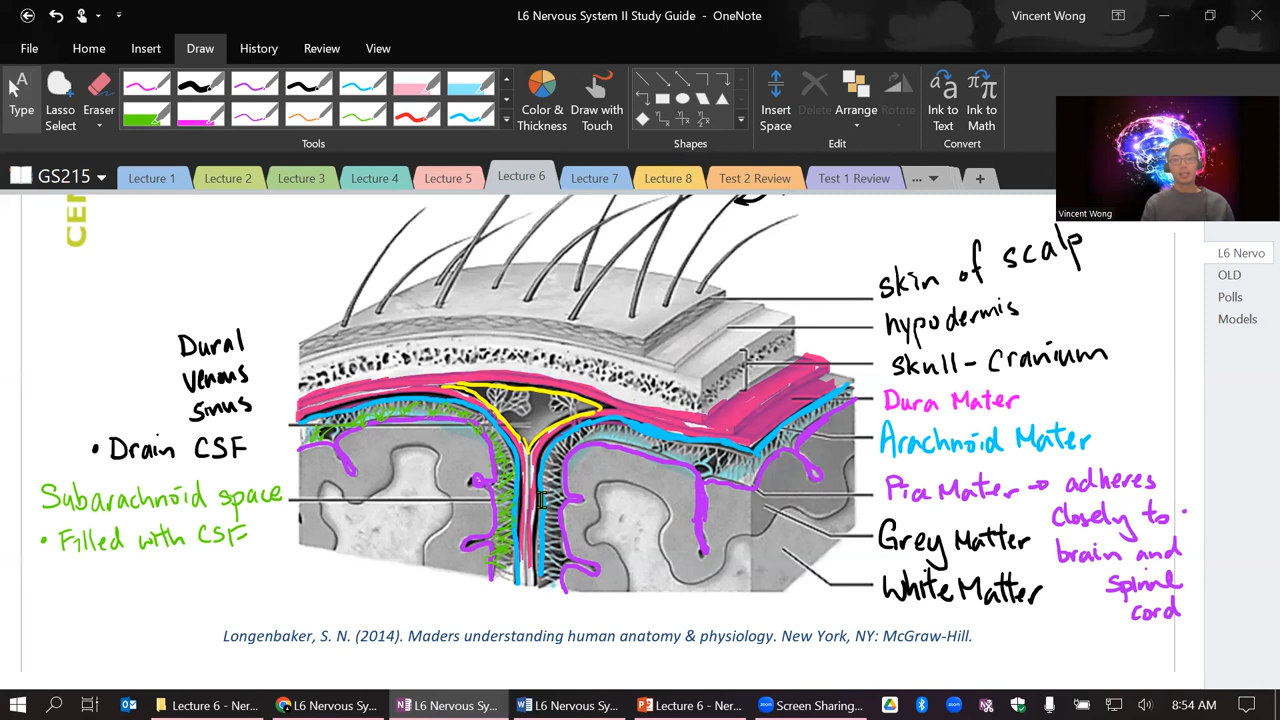 L6 Nervous System II Study Guide - OneNote
Vincent Wong
File Home Insert Draw History Review View
Type
Lasso Select
Eraser
Color & Thickness
Draw with Touch
Insert Space
Delete
Arrange
Rotate
Ink to Text
Ink to Math
Tools
Shapes
Edit
Convert
GS215
Lecture 1
Lecture 2
Lecture 3
Lecture 4
Lecture 5
Lecture 6
Lecture 7
Lecture 8
Test 2 Review
Test 1 Review
Vincent Wong
L6 Nervo
OLD
Polls
Models
CE
skin of scalp
hypodermis
skull - Cranium
Dura Mater
Arachnoid Mater
Pia Mater → adheres
closely to
brain and
spinal
cord
Grey Matter
White Matter
Dural
Venous
Sinus
• Drain CSF
Subarachnoid space
• Filled with CSF
Longenbaker, S. N. (2014). Maders understanding human anatomy & physiology. New York, NY: McGraw-Hill.
Lecture 6 - Ner...
L6 Nervous Sy...
L6 Nervous Sy...
L6 Nervous Sy...
Lecture 6 - Ner...
Screen Sharing...
8:54 AM